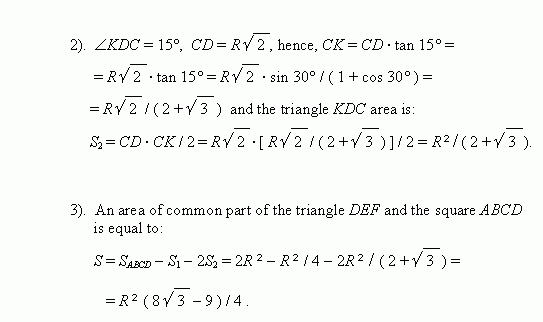 2). ∠KDC = 15°, CD = R√2 , hence, CK = CD · tan 15° =
= R√2 · tan 15° = R√2 · sin 30° / ( 1 + cos 30° ) =
= R√2 / ( 2 + √3 ) and the triangle KDC area is:
S₂ = CD · CK / 2 = R√2 · [ R√2 / ( 2 + √3 ) ] / 2 = R² / ( 2 + √3 ).
3). An area of common part of the triangle DEF and the square ABCD
is equal to:
S = S_ABCD – S₁ – 2S₂ = 2R² – R² / 4 – 2R² / ( 2 + √3 ) =
= R² ( 8√3 – 9 ) / 4 .